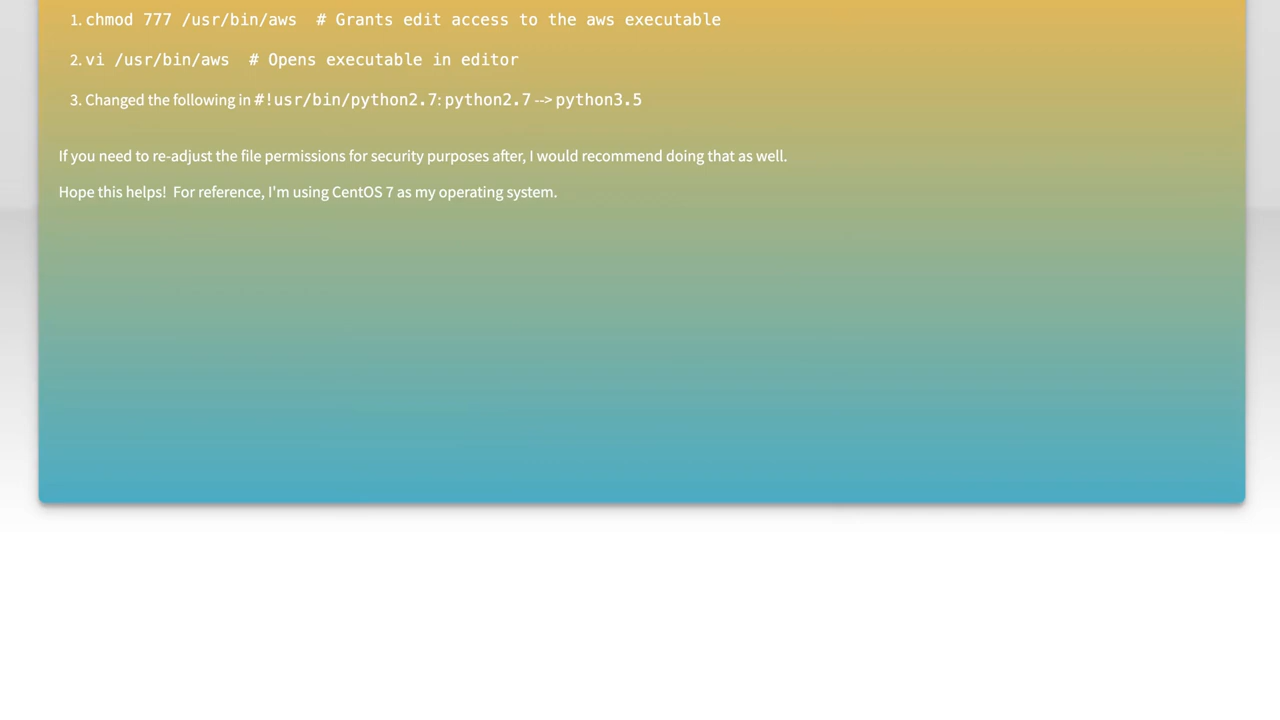 1. chmod 777 /usr/bin/aws  # Grants edit access to the aws executable
2. vi /usr/bin/aws  # Opens executable in editor
3. Changed the following in #!usr/bin/python2.7: python2.7 --> python3.5
If you need to re-adjust the file permissions for security purposes after, I would recommend doing that as well.
Hope this helps!  For reference, I'm using CentOS 7 as my operating system.